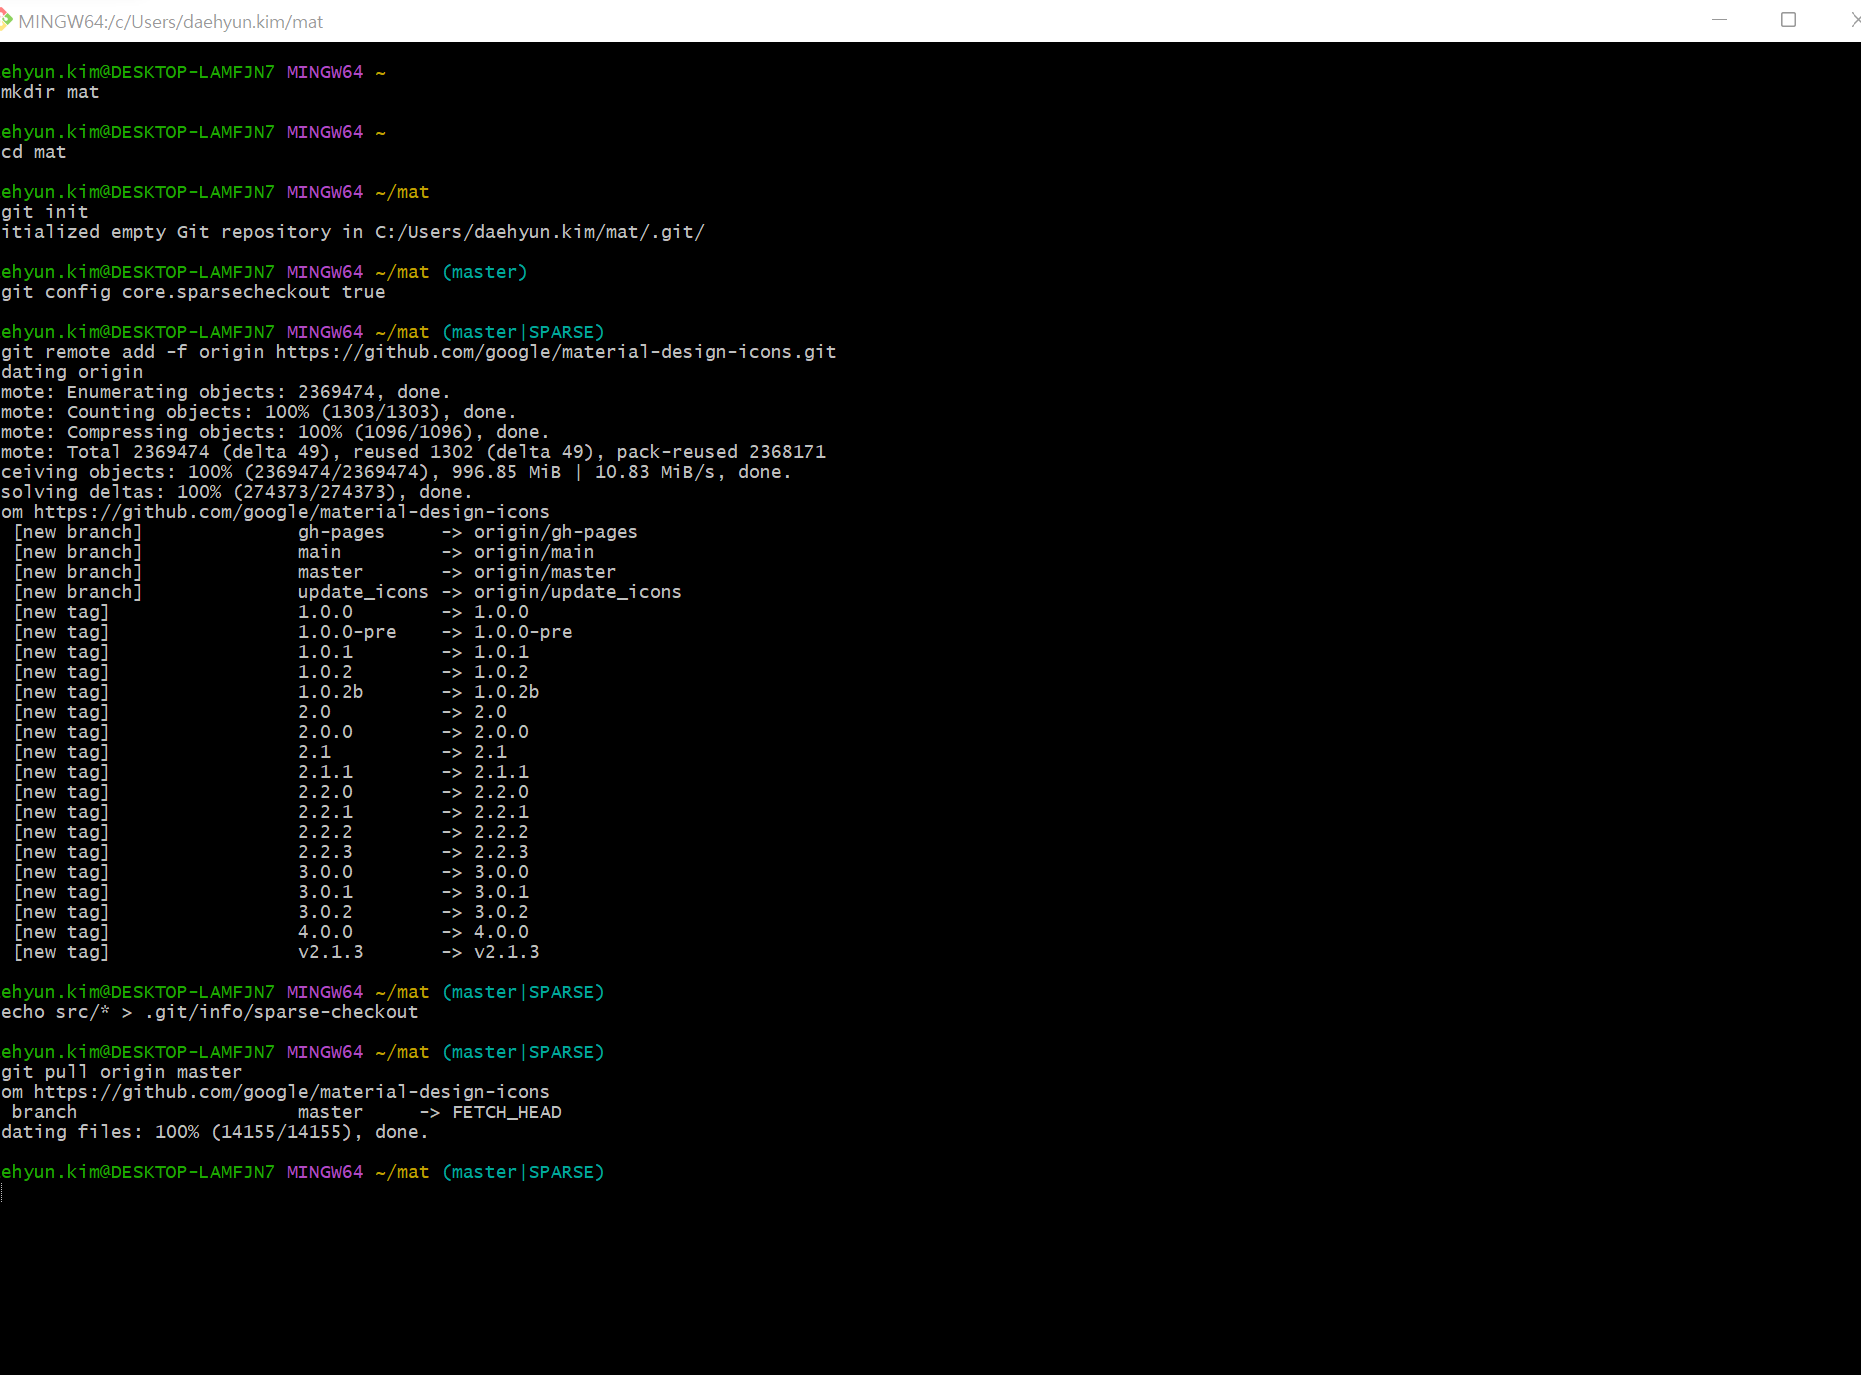 MINGW64:/c/Users/daehyun.kim/mat
ehyun.kim@DESKTOP-LAMFJN7 MINGW64 ~
mkdir mat
ehyun.kim@DESKTOP-LAMFJN7 MINGW64 ~
cd mat
ehyun.kim@DESKTOP-LAMFJN7 MINGW64 ~/mat
git init
itialized empty Git repository in C:/Users/daehyun.kim/mat/.git/
ehyun.kim@DESKTOP-LAMFJN7 MINGW64 ~/mat (master)
git config core.sparsecheckout true
ehyun.kim@DESKTOP-LAMFJN7 MINGW64 ~/mat (master|SPARSE)
git remote add -f origin https://github.com/google/material-design-icons.git
dating origin
mote: Enumerating objects: 2369474, done.
mote: Counting objects: 100% (1303/1303), done.
mote: Compressing objects: 100% (1096/1096), done.
mote: Total 2369474 (delta 49), reused 1302 (delta 49), pack-reused 2368171
ceiving objects: 100% (2369474/2369474), 996.85 MiB | 10.83 MiB/s, done.
solving deltas: 100% (274373/274373), done.
om https://github.com/google/material-design-icons
[new branch] gh-pages -> origin/gh-pages
[new branch] main -> origin/main
[new branch] master -> origin/master
[new branch] update_icons -> origin/update_icons
[new tag] 1.0.0 -> 1.0.0
[new tag] 1.0.0-pre -> 1.0.0-pre
[new tag] 1.0.1 -> 1.0.1
[new tag] 1.0.2 -> 1.0.2
[new tag] 1.0.2b -> 1.0.2b
[new tag] 2.0 -> 2.0
[new tag] 2.0.0 -> 2.0.0
[new tag] 2.1 -> 2.1
[new tag] 2.1.1 -> 2.1.1
[new tag] 2.2.0 -> 2.2.0
[new tag] 2.2.1 -> 2.2.1
[new tag] 2.2.2 -> 2.2.2
[new tag] 2.2.3 -> 2.2.3
[new tag] 3.0.0 -> 3.0.0
[new tag] 3.0.1 -> 3.0.1
[new tag] 3.0.2 -> 3.0.2
[new tag] 4.0.0 -> 4.0.0
[new tag] v2.1.3 -> v2.1.3
ehyun.kim@DESKTOP-LAMFJN7 MINGW64 ~/mat (master|SPARSE)
echo src/* > .git/info/sparse-checkout
ehyun.kim@DESKTOP-LAMFJN7 MINGW64 ~/mat (master|SPARSE)
git pull origin master
om https://github.com/google/material-design-icons
branch master -> FETCH_HEAD
dating files: 100% (14155/14155), done.
ehyun.kim@DESKTOP-LAMFJN7 MINGW64 ~/mat (master|SPARSE)